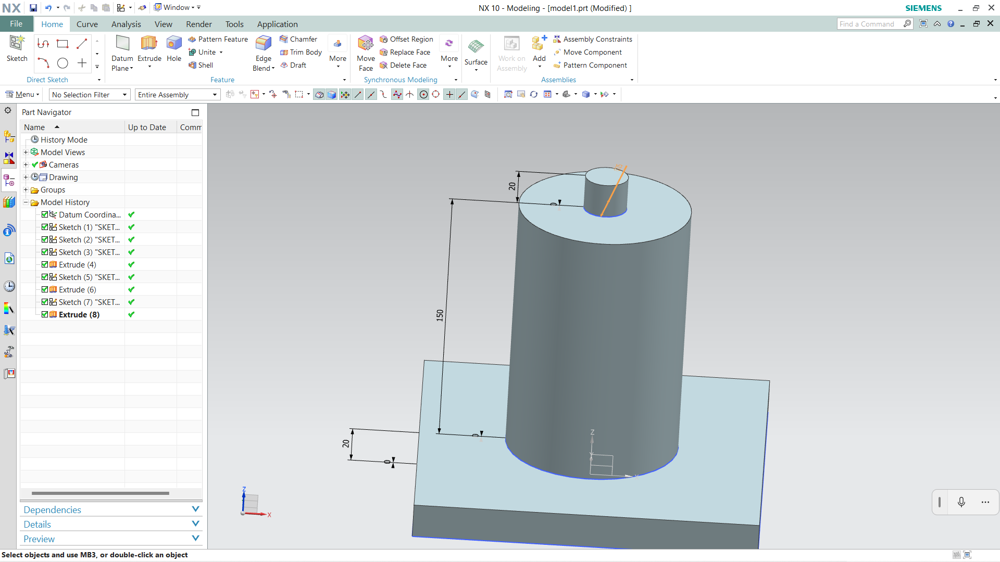 NX
Window
NX 10 - Modeling - [model1.prt (Modified) ]
SIEMENS
File
Home
Curve
Analysis
View
Render
Tools
Application
Find a Command
Sketch
Direct Sketch
Datum Plane
Extrude
Hole
Pattern Feature
Unite
Shell
Edge Blend
Chamfer
Trim Body
Draft
More
Feature
Move Face
Offset Region
Replace Face
Delete Face
More
Synchronous Modeling
Surface
Work on Assembly
Add
Assembly Constraints
Move Component
Pattern Component
Assemblies
Menu
No Selection Filter
Entire Assembly
Part Navigator
Name
Up to Date
Comm
History Mode
Model Views
Cameras
Drawing
Groups
Model History
Datum Coordina...
Sketch (1) "SKET...
Sketch (2) "SKET...
Sketch (3) "SKET...
Extrude (4)
Sketch (5) "SKET...
Extrude (6)
Sketch (7) "SKET...
Extrude (8)
Dependencies
Details
Preview
20
0
150
0
20
0
Z
Y
X
Z
X
Select objects and use MB3, or double-click an object